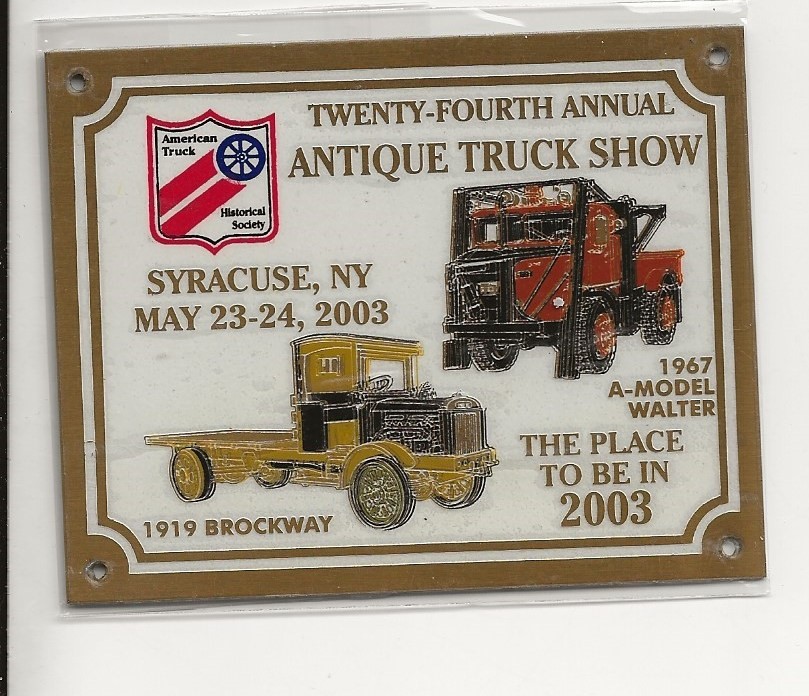 American
Truck
Historical
Society
TWENTY-FOURTH ANNUAL
ANTIQUE TRUCK SHOW
SYRACUSE, NY
MAY 23-24, 2003
1967
A-MODEL
WALTER
THE PLACE
TO BE IN
2003
1919 BROCKWAY